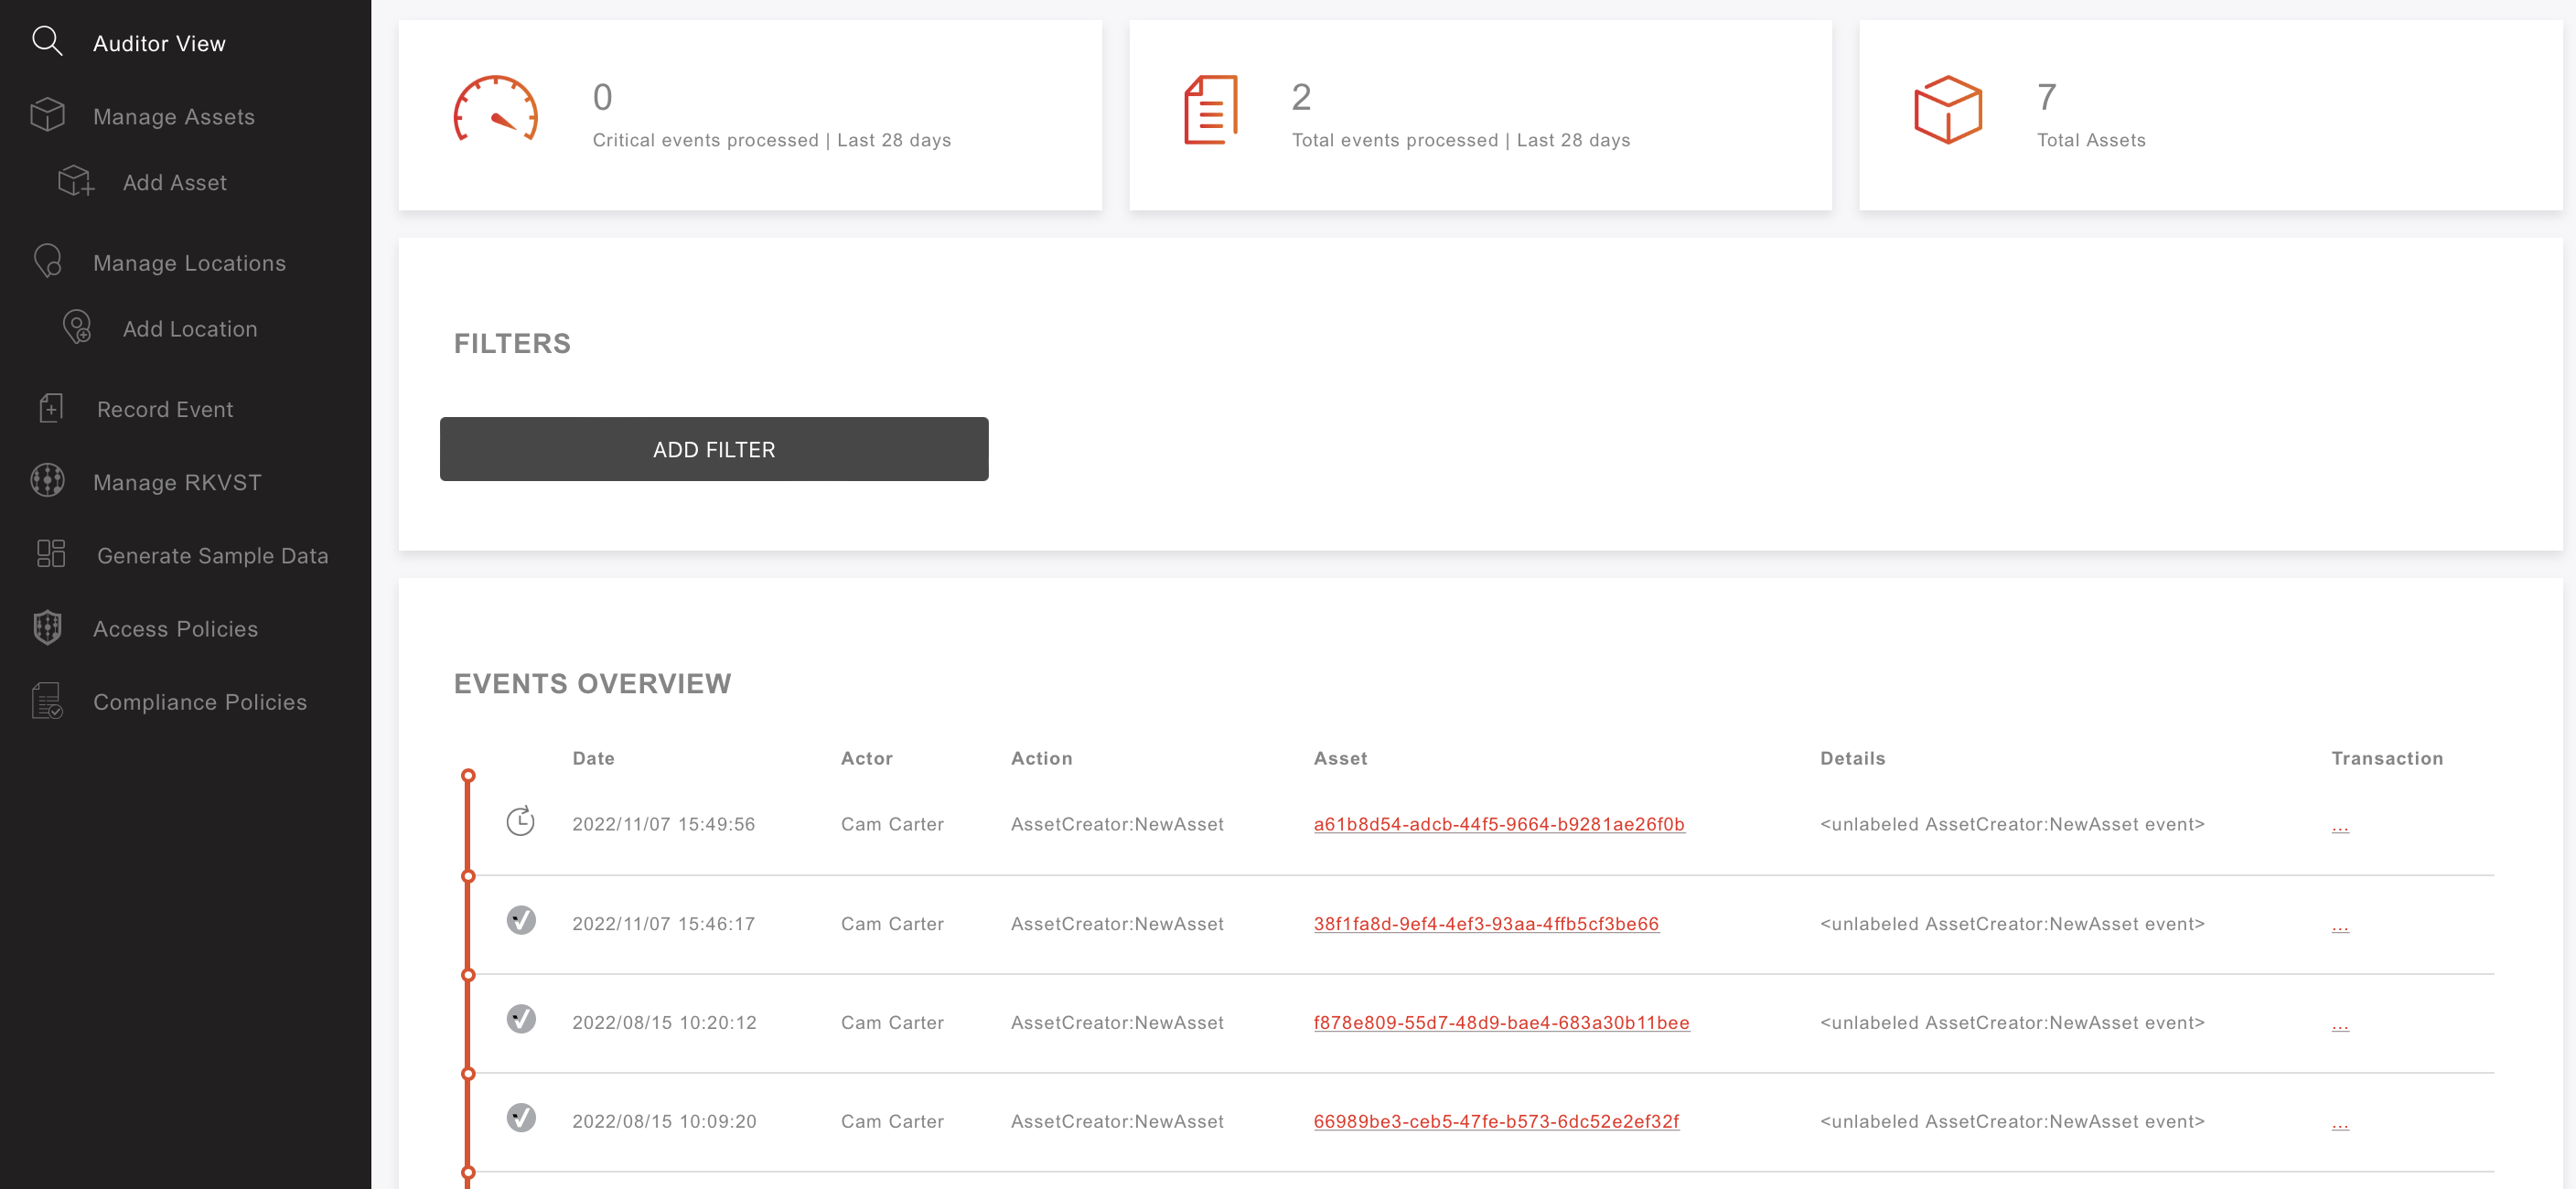 Auditor View
Manage Assets
Add Asset
Manage Locations
Add Location
Record Event
Manage RKVST
Generate Sample Data
Access Policies
Compliance Policies
0
Critical events processed | Last 28 days
2
Total events processed | Last 28 days
7
Total Assets
FILTERS
ADD FILTER
EVENTS OVERVIEW
Date Actor Action Asset Details Transaction
2022/11/07 15:49:56 Cam Carter AssetCreator:NewAsset a61b8d54-adcb-44f5-9664-b9281ae26f0b <unlabeled AssetCreator:NewAsset event> ...
2022/11/07 15:46:17 Cam Carter AssetCreator:NewAsset 38f1fa8d-9ef4-4ef3-93aa-4ffb5cf3be66 <unlabeled AssetCreator:NewAsset event> ...
2022/08/15 10:20:12 Cam Carter AssetCreator:NewAsset f878e809-55d7-48d9-bae4-683a30b11bee <unlabeled AssetCreator:NewAsset event> ...
2022/08/15 10:09:20 Cam Carter AssetCreator:NewAsset 66989be3-ceb5-47fe-b573-6dc52e2ef32f <unlabeled AssetCreator:NewAsset event> ...